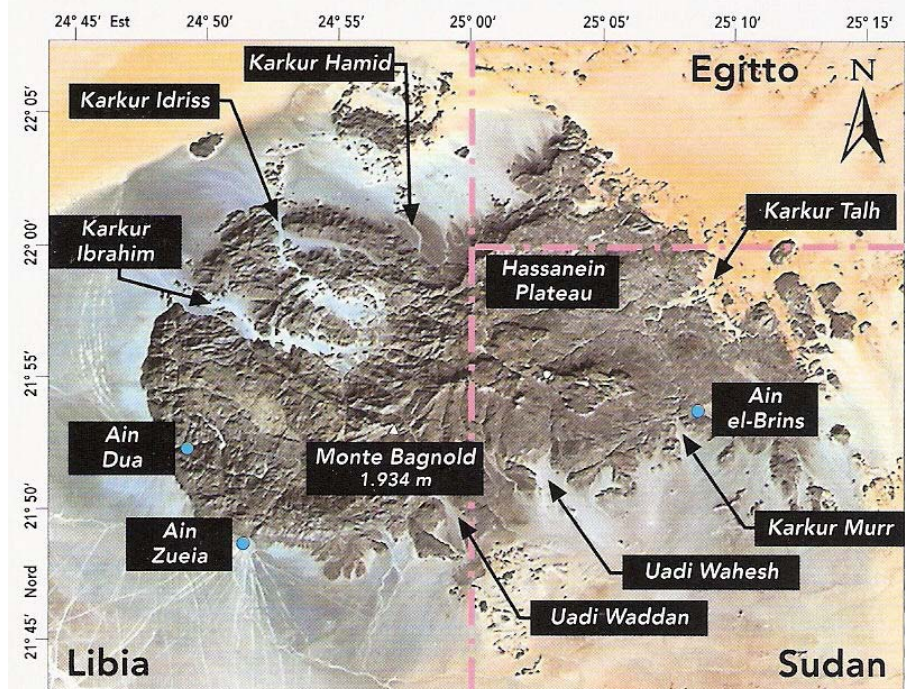 24° 45' Est 24° 50' 24° 55' 25° 00' 25° 05' 25° 10' 25° 15'
Karkur Hamid
Egitto
N
Karkur Idriss
22° 05'
Karkur Talh
Karkur
Ibrahim
22° 00'
Hassanein
Plateau
21° 55'
Ain
el-Brins
Ain
Dua
Monte Bagnold
1.934 m
21° 50'
Karkur Murr
Ain
Zueia
Uadi Wahesh
Nord
Uadi Waddan
21° 45'
Libia
Sudan